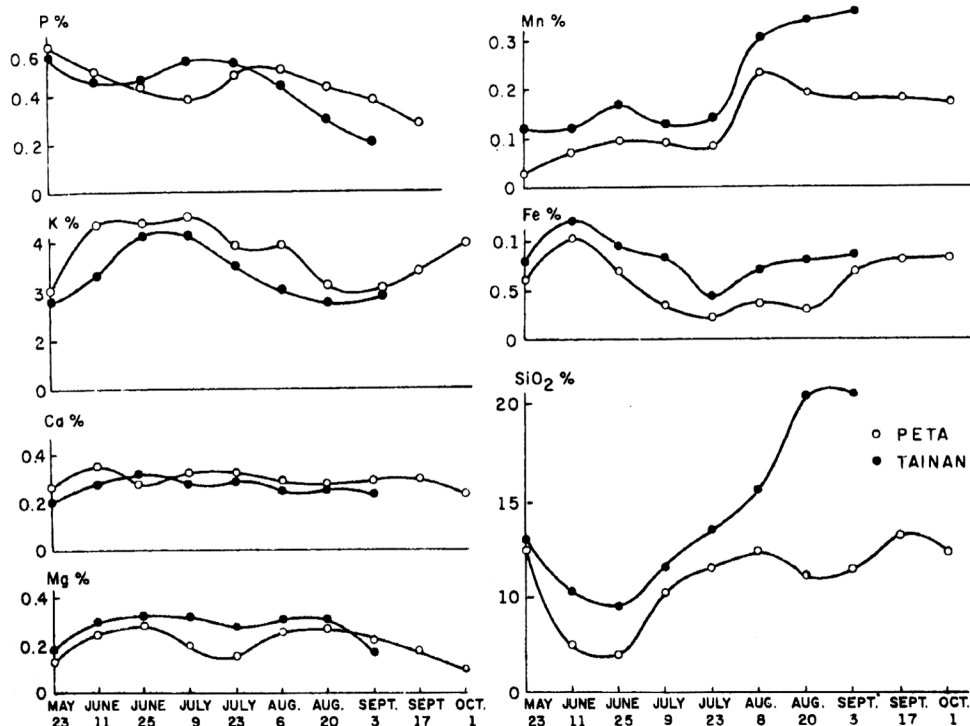 P %
0.6
0.4
0.2
0
K %
4
3
2
0
Ca %
0.4
0.2
0
Mg %
0.4
0.2
0
MAY JUNE JUNE JULY JULY AUG. AUG. SEPT. SEPT OCT.
23 11 25 9 23 6 20 3 17 1
Mn %
0.3
0.2
0.1
0
Fe %
0.1
0.5
0
SiO2 %
20
15
10
0
PETA
TAINAN
MAY JUNE JUNE JULY JULY AUG. AUG. SEPT. SEPT OCT.
23 11 25 9 23 8 20 3 17 1